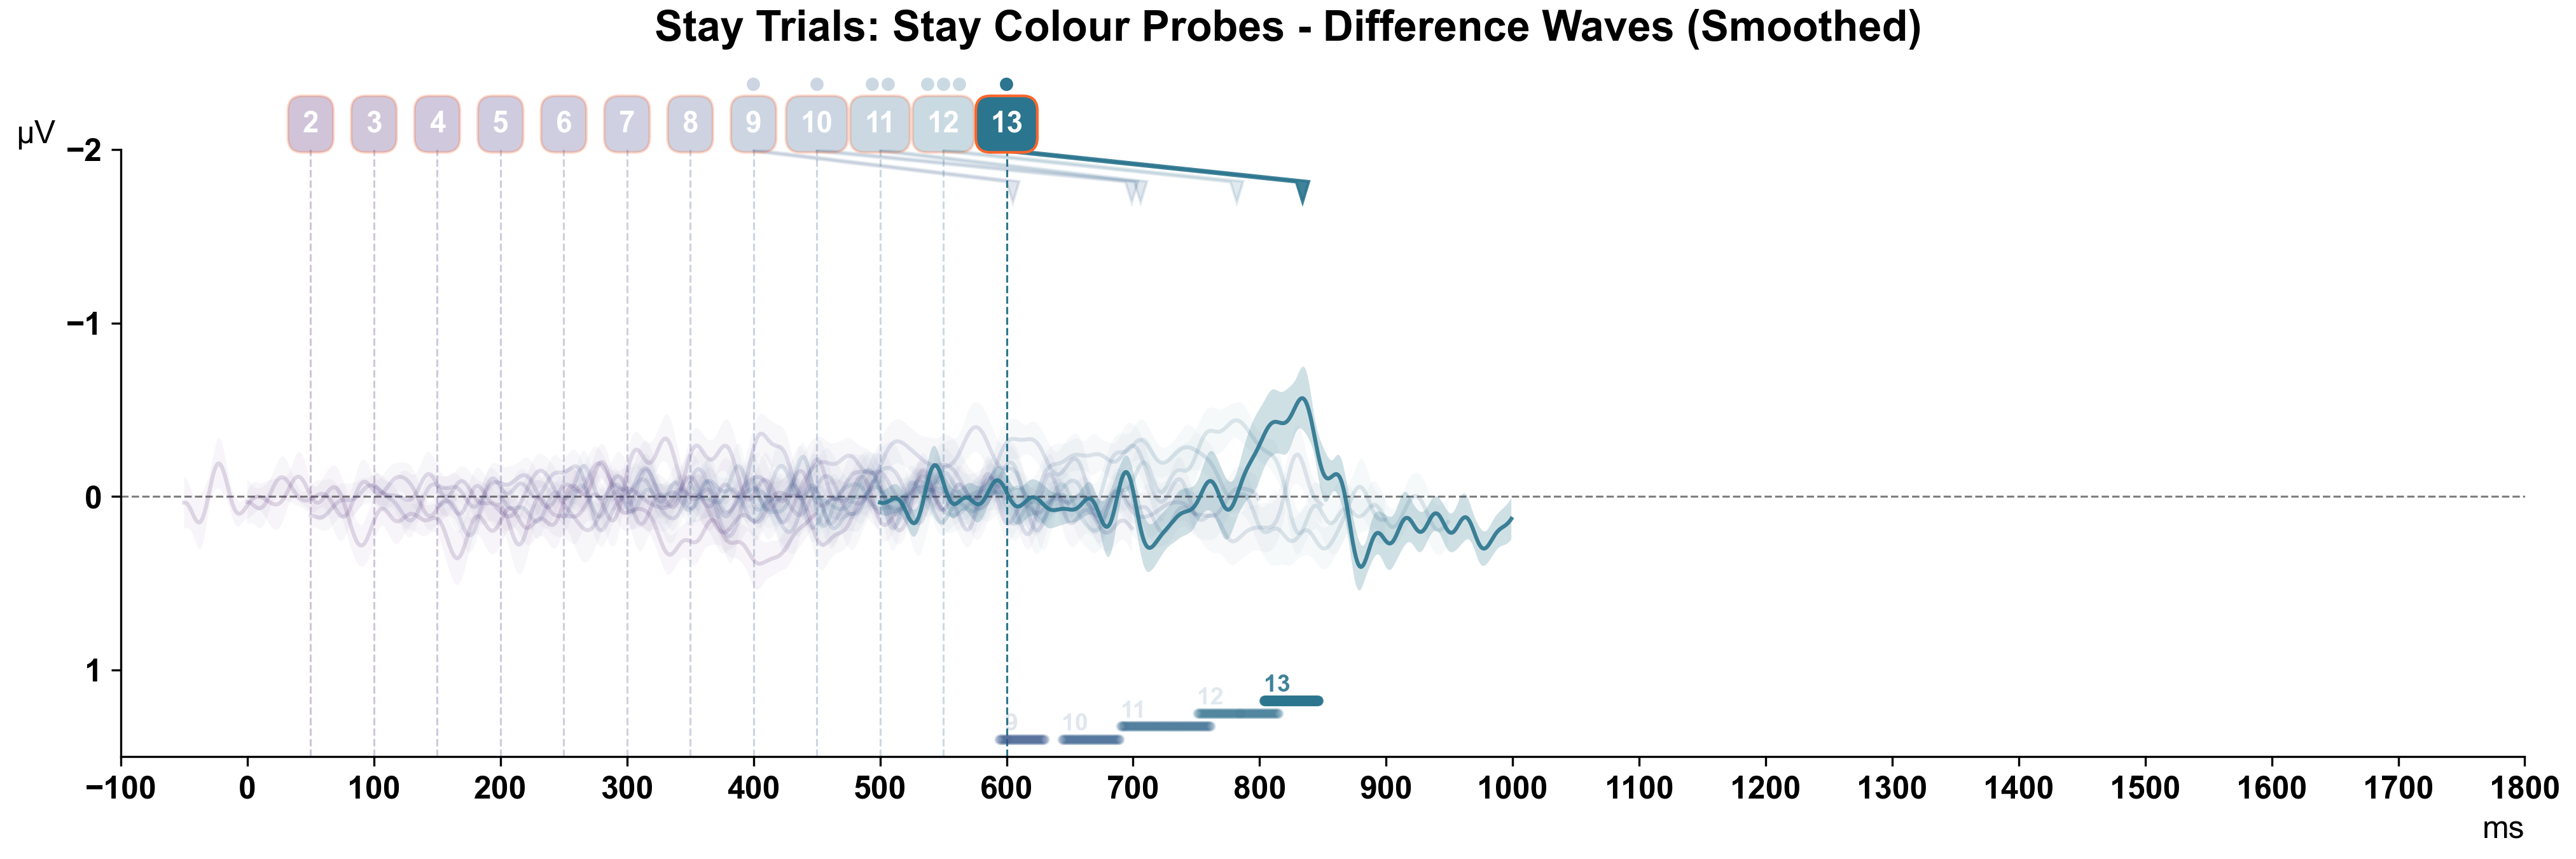 Stay Trials: Stay Colour Probes - Difference Waves (Smoothed)
2 3 4 5 6 7 8 9 10 11 12 13
µV
−2
−1
0
1
13
12
11
10
9
−100 0 100 200 300 400 500 600 700 800 900 1000 1100 1200 1300 1400 1500 1600 1700 1800
ms